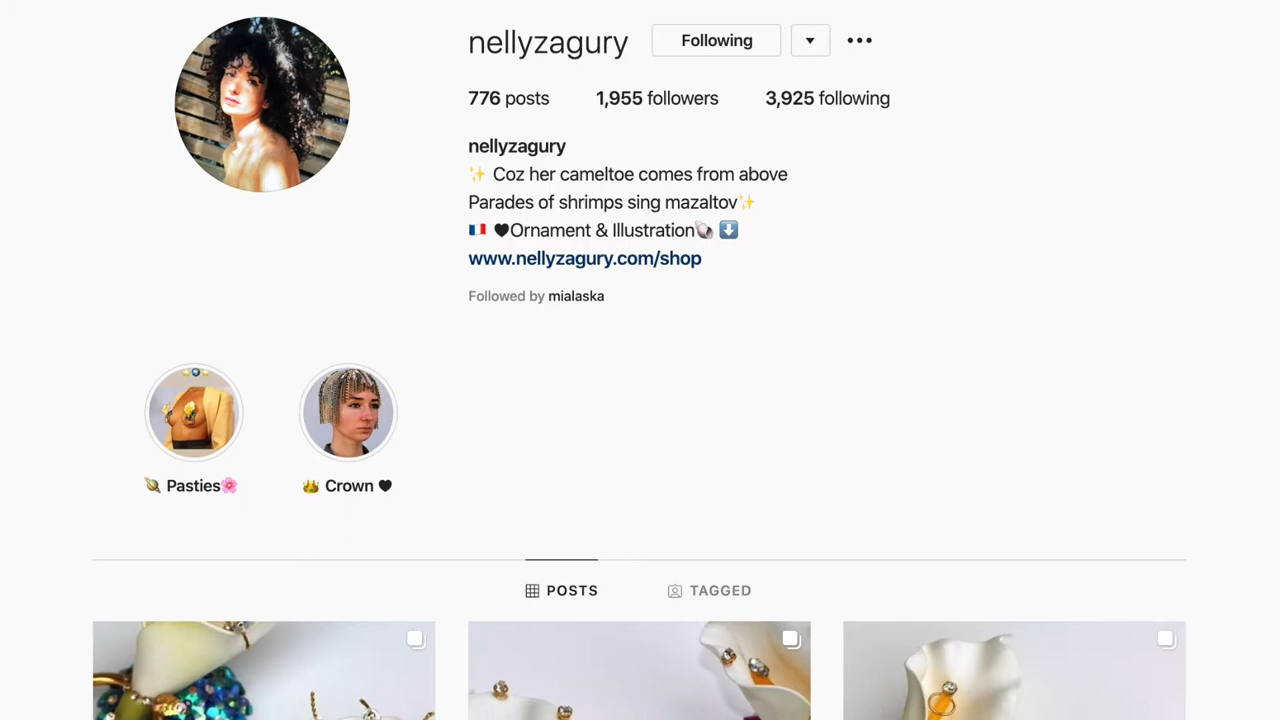 nellyzagury Following
776 posts 1,955 followers 3,925 following
nellyzagury
✨ Coz her cameltoe comes from above
Parades of shrimps sing mazaltov✨
🇫🇷 🖤Ornament & Illustration🐚 ⬇️
www.nellyzagury.com/shop
Followed by mialaska
🪐 Pasties🌸 👑 Crown 🖤
POSTS TAGGED